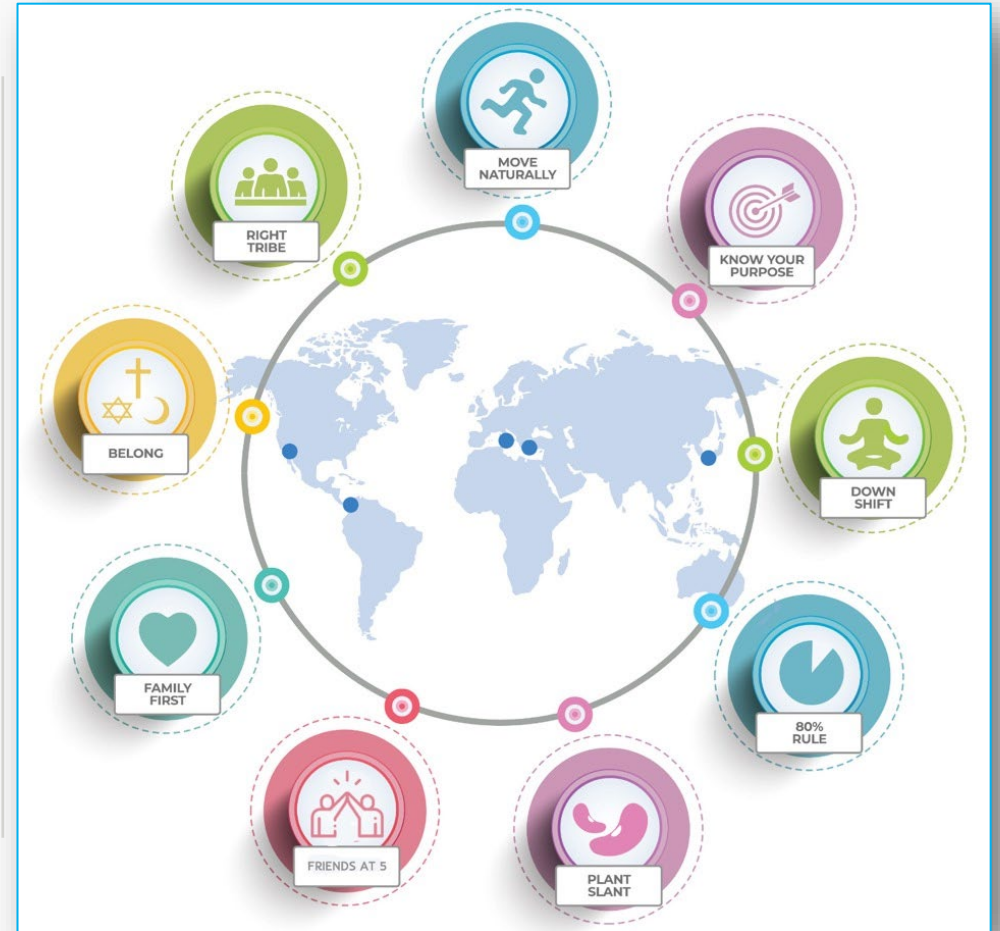 MOVE
NATURALLY
KNOW YOUR
PURPOSE
DOWN
SHIFT
80%
RULE
PLANT
SLANT
FRIENDS AT 5
FAMILY
FIRST
BELONG
RIGHT
TRIBE